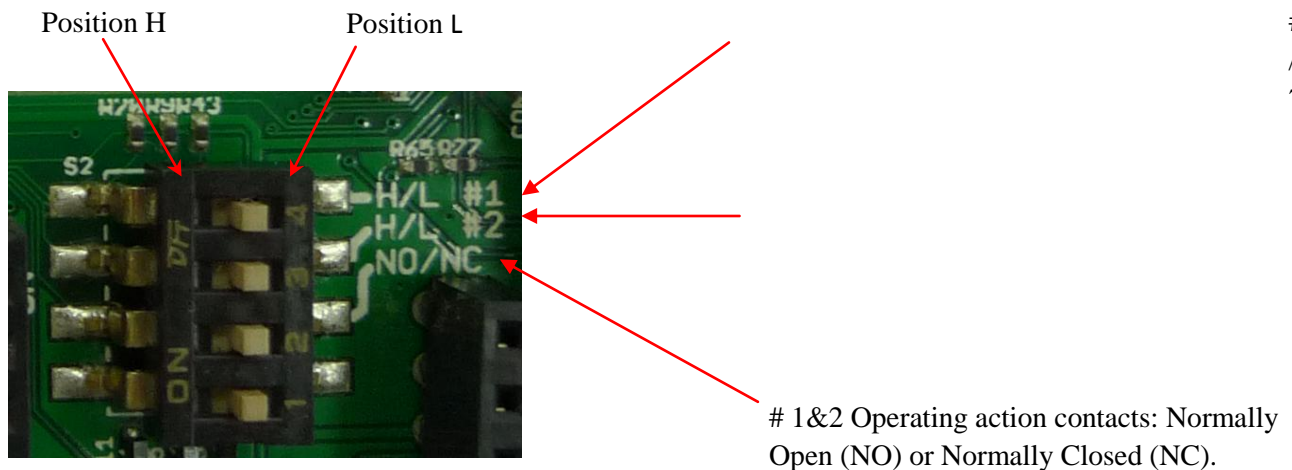 Position H
Position L
#
R65 R77
S2
H/L #1
4
H/L #2
3
NO/NC
2
ON
1
# 1&2 Operating action contacts: Normally
Open (NO) or Normally Closed (NC).